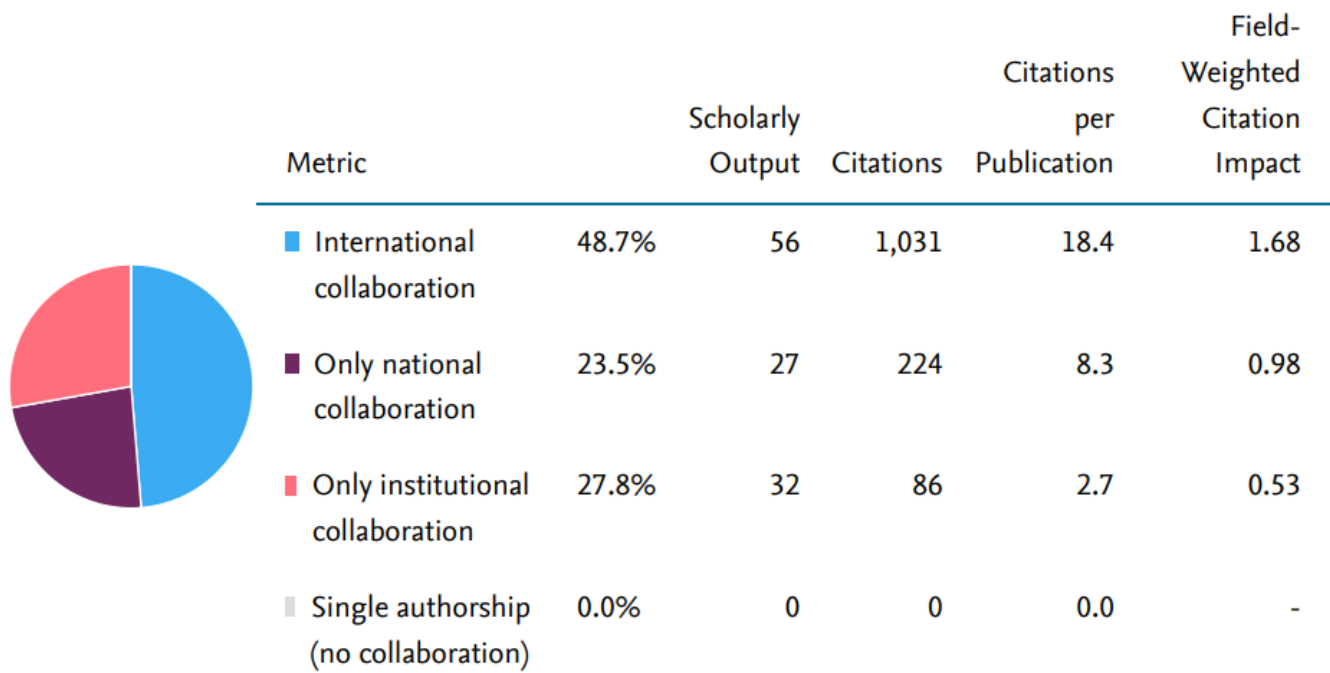 Field-
Citations Weighted
Scholarly per Citation
Metric Output Citations Publication Impact
International 48.7% 56 1,031 18.4 1.68
collaboration
Only national 23.5% 27 224 8.3 0.98
collaboration
Only institutional 27.8% 32 86 2.7 0.53
collaboration
Single authorship 0.0% 0 0 0.0 -
(no collaboration)